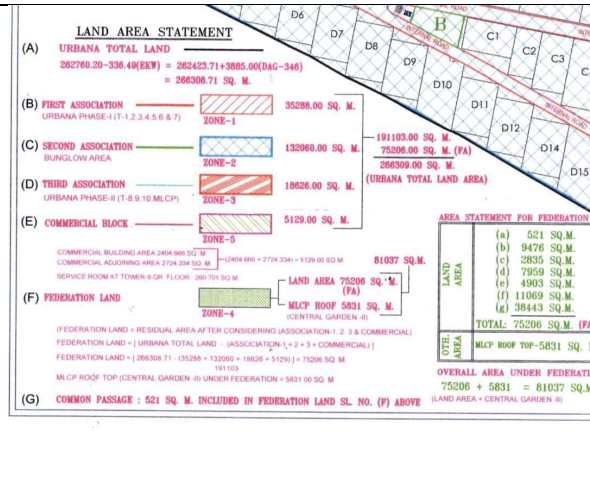 D6
D7
D8
D9
D10
D11
D12
D14
D15
B
C1
C2
C3
INTERNAL ROAD
INTERNAL ROAD
LAND AREA STATEMENT
(A) URBANA TOTAL LAND
262760.20-336.49(EKW) = 262423.71+3885.00(DAG-346)
= 266308.71 SQ. M.
(B) FIRST ASSOCIATION
URBANA PHASE-I (T-1,2,3,4,5,6 & 7)
ZONE-1
35288.00 SQ. M.
(C) SECOND ASSOCIATION
BUNGLOW AREA
ZONE-2
132060.00 SQ. M.
(D) THIRD ASSOCIATION
URBANA PHASE-II (T-8,9,10,MLCP)
ZONE-3
18626.00 SQ. M.
(E) COMMERCIAL BLOCK
ZONE-5
5129.00 SQ. M.
191103.00 SQ. M.
75206.00 SQ. M. (FA)
266309.00 SQ. M.
(URBANA TOTAL LAND AREA)
COMMERCIAL BUILDING AREA 2404.666 SQ. M.
COMMERCIAL ADJOINING AREA 2724.334 SQ. M.
(2404.666 + 2724.334) = 5129.00 SQ M
SERVICE ROOM AT TOWER-9 GR. FLOOR 260.701 SQ.M
(F) FEDERATION LAND
ZONE-4
LAND AREA 75206 SQ. M.
(FA)
MLCP ROOF 5831 SQ. M.
(CENTRAL GARDEN -II)
81037 SQ.M.
(FEDERATION LAND = RESIDUAL AREA AFTER CONSIDERING (ASSOCIATION-1, 2, 3 & COMMERCIAL)
FEDERATION LAND = [ URBANA TOTAL LAND - (ASSOCIATION-1 + 2 + 3 + COMMERCIAL) ]
FEDERATION LAND = [ 266308.71 - (35288 + 132060 + 18626 + 5129) ] = 75206 SQ. M
191103
MLCP ROOF TOP (CENTRAL GARDEN -II) UNDER FEDERATION = 5831.00 SQ. M
(G) COMMON PASSAGE : 521 SQ. M. INCLUDED IN FEDERATION LAND SL. NO. (F) ABOVE
AREA STATEMENT FOR FEDERATION
LAND AREA
(a) 521 SQ.M.
(b) 9476 SQ.M.
(c) 2835 SQ.M.
(d) 7959 SQ.M.
(e) 4903 SQ.M.
(f) 11069 SQ.M.
(g) 38443 SQ.M.
TOTAL: 75206 SQ.M. (FA
OTH. AREA
MLCP ROOF TOP-5831 SQ.
OVERALL AREA UNDER FEDERATI
75206 + 5831 = 81037 SQ.M
(LAND AREA + CENTRAL GARDEN -II)